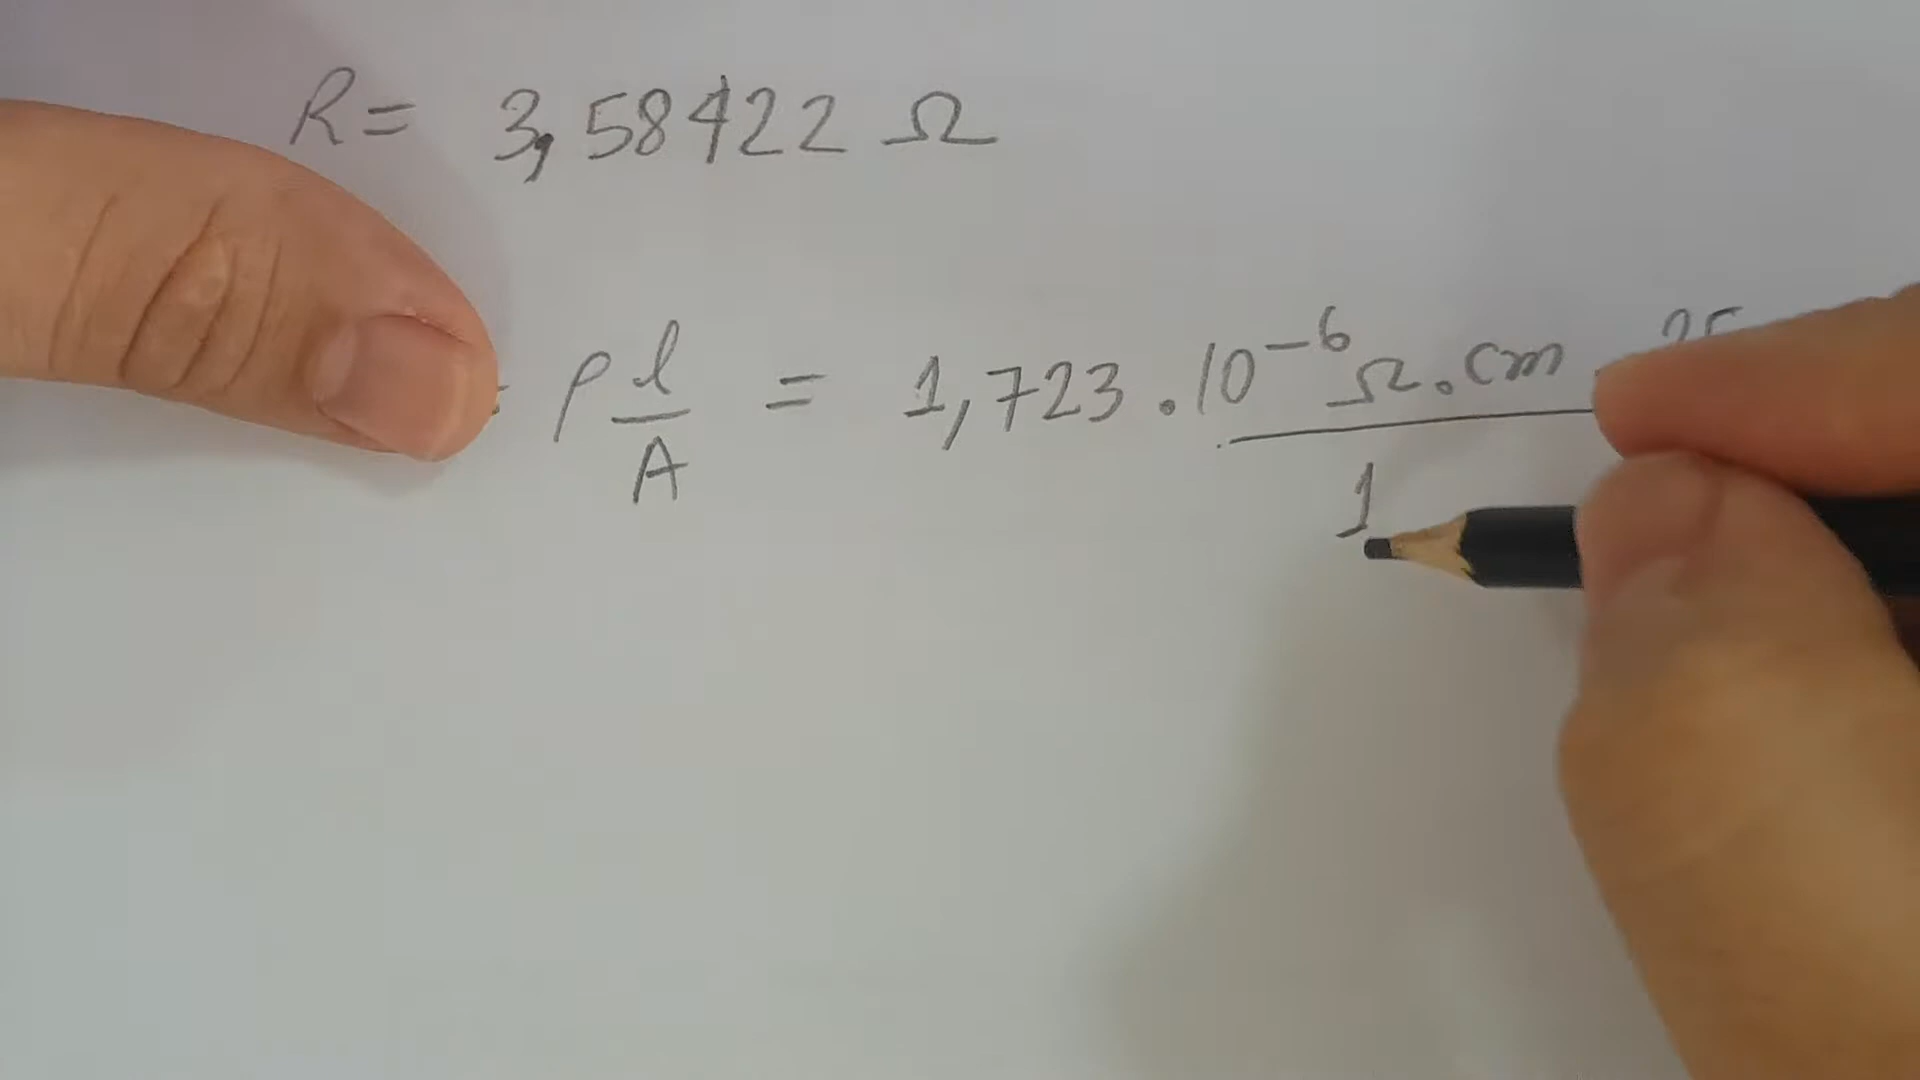 R = 3,58422 Ω
ρ l/A = 1,723 . 10⁻⁶ Ω . cm
1